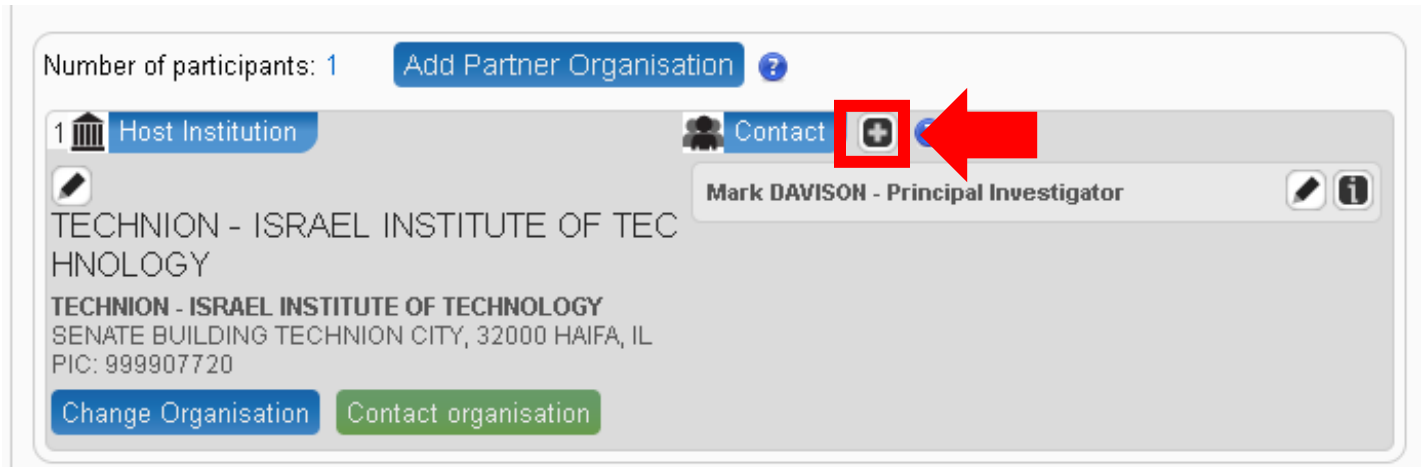 Number of participants: 1 Add Partner Organisation ?
1 Host Institution
Contact
Mark DAVISON - Principal Investigator
TECHNION - ISRAEL INSTITUTE OF TEC
HNOLOGY
TECHNION - ISRAEL INSTITUTE OF TECHNOLOGY
SENATE BUILDING TECHNION CITY, 32000 HAIFA, IL
PIC: 999907720
Change Organisation Contact organisation